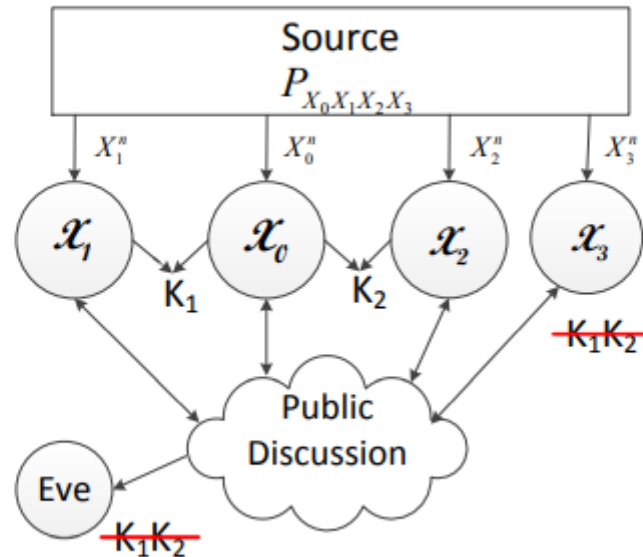 Source
P_{X_0X_1X_2X_3}
X_1^n X_0^n X_2^n X_3^n
𝒳_1 𝒳_0 𝒳_2 𝒳_3
K_1 K_2
K_1K_2
Public
Discussion
Eve
K_1K_2